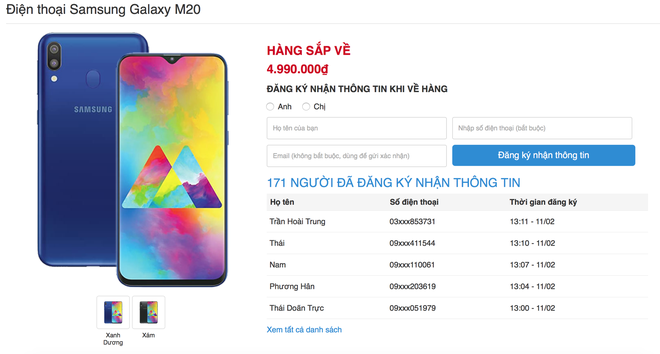 Điện thoại Samsung Galaxy M20
SAMSUNG
HÀNG SẮP VỀ
4.990.000₫
ĐĂNG KÝ NHẬN THÔNG TIN KHI VỀ HÀNG
Anh Chị
Họ tên của bạn Nhập số điện thoại (bắt buộc)
Email (không bắt buộc, dùng để gửi xác nhận) Đăng ký nhận thông tin
171 NGƯỜI ĐÃ ĐĂNG KÝ NHẬN THÔNG TIN
Họ tên Số điện thoại Thời gian đăng ký
Trần Hoài Trung 03xxx853731 13:11 - 11/02
Thái 09xxx411544 13:10 - 11/02
Nam 09xxx110061 13:07 - 11/02
Phương Hân 09xxx203619 13:04 - 11/02
Thái Doãn Trực 09xxx051979 13:00 - 11/02
Xem tất cả danh sách
Xanh Dương
Xám